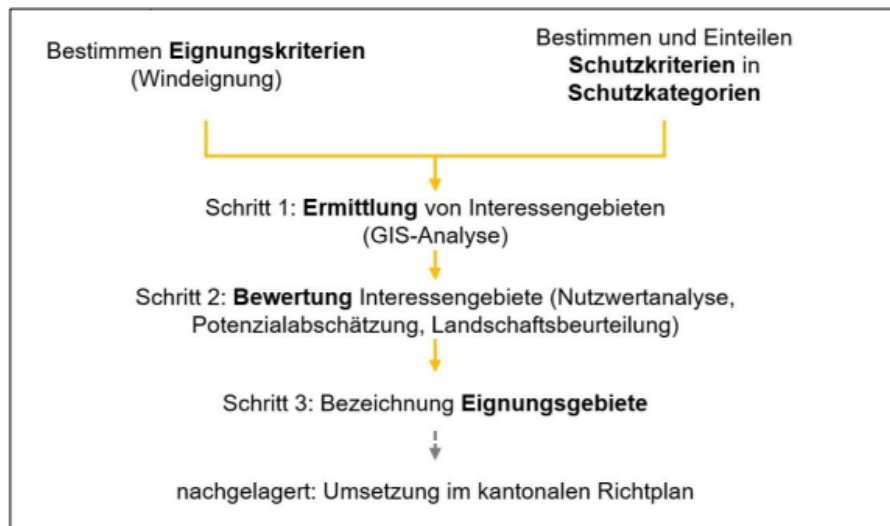 Bestimmen Eignungskriterien
(Windeignung)
Bestimmen und Einteilen
Schutzkriterien in
Schutzkategorien
Schritt 1: Ermittlung von Interessengebieten
(GIS-Analyse)
Schritt 2: Bewertung Interessengebiete (Nutzwertanalyse,
Potenzialabschätzung, Landschaftsbeurteilung)
Schritt 3: Bezeichnung Eignungsgebiete
nachgelagert: Umsetzung im kantonalen Richtplan